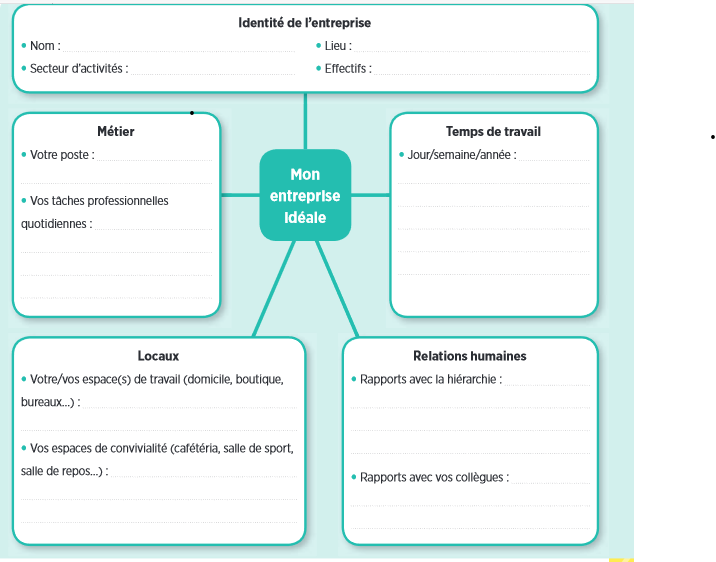 Identité de l'entreprise
• Nom :
• Lieu :
• Secteur d'activités :
• Effectifs :
Métier
• Votre poste :
• Vos tâches professionnelles
quotidiennes :
Mon
entreprise
idéale
Temps de travail
• Jour/semaine/année :
Locaux
• Votre/vos espace(s) de travail (domicile, boutique,
bureaux...) :
• Vos espaces de convivialité (cafétéria, salle de sport,
salle de repos...) :
Relations humaines
• Rapports avec la hiérarchie :
• Rapports avec vos collègues :